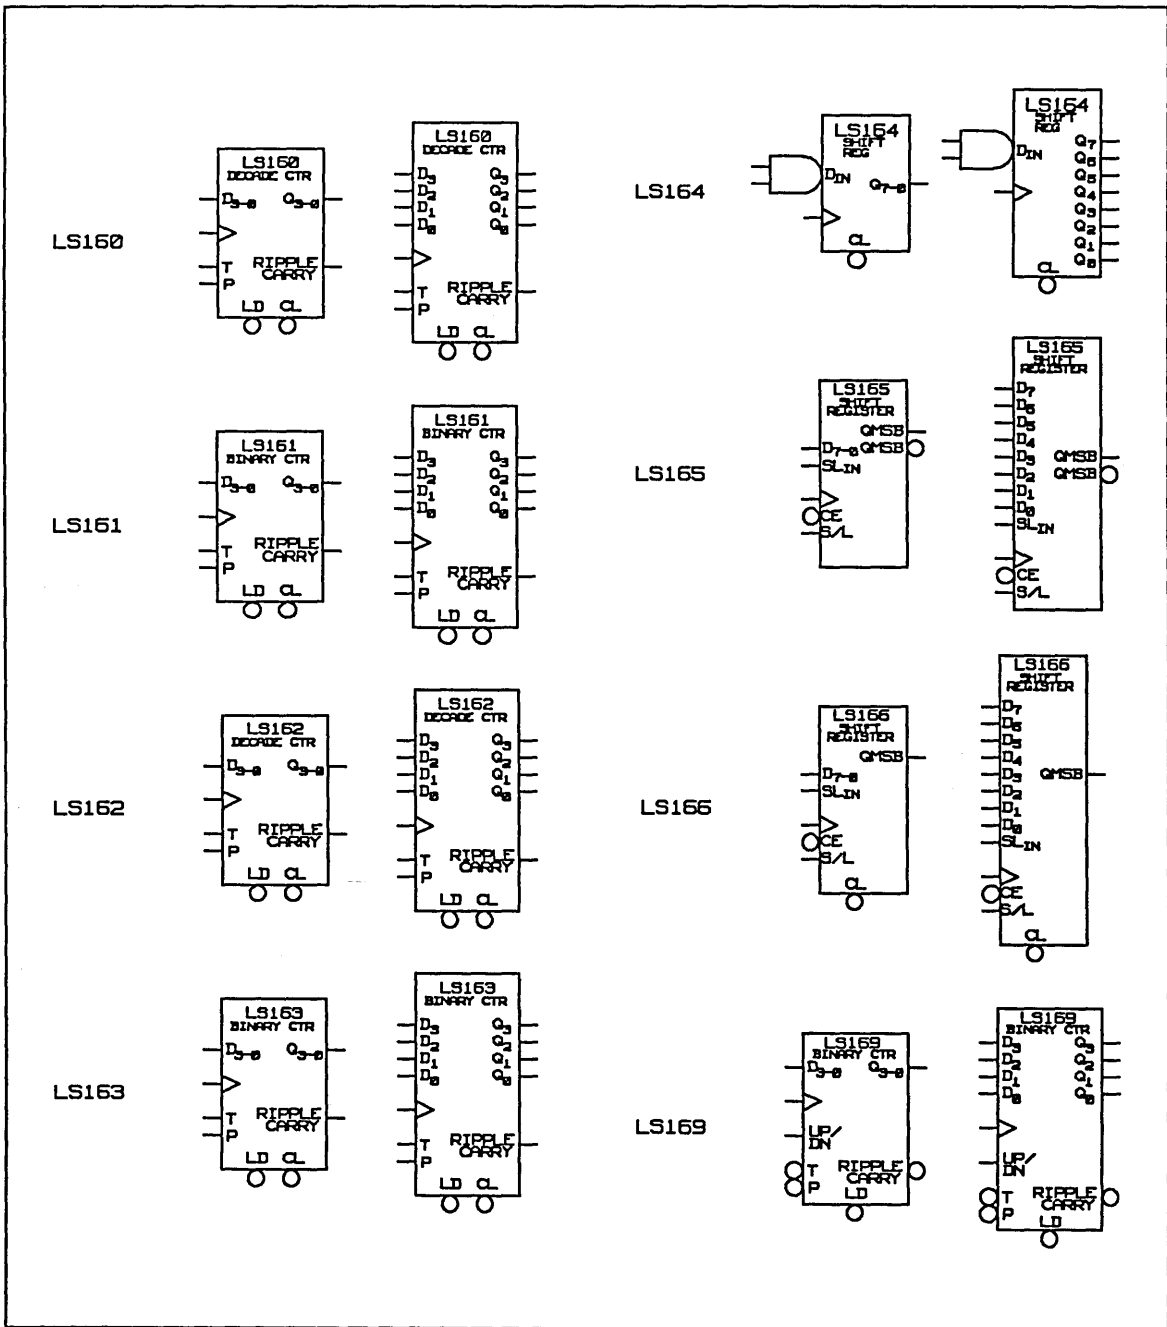 LS160
LS160
DECADE CTR
D3-0 Q3-0
T RIPPLE
P CARRY
LD CL
LS160
DECADE CTR
D3 Q3
D2 Q2
D1 Q1
D0 Q0
T RIPPLE
P CARRY
LD CL
LS161
LS161
BINARY CTR
D3-0 Q3-0
T RIPPLE
P CARRY
LD CL
LS161
BINARY CTR
D3 Q3
D2 Q2
D1 Q1
D0 Q0
T RIPPLE
P CARRY
LD CL
LS162
LS162
DECADE CTR
D3-0 Q3-0
T RIPPLE
P CARRY
LD CL
LS162
DECADE CTR
D3 Q3
D2 Q2
D1 Q1
D0 Q0
T RIPPLE
P CARRY
LD CL
LS163
LS163
BINARY CTR
D3-0 Q3-0
T RIPPLE
P CARRY
LD CL
LS163
BINARY CTR
D3 Q3
D2 Q2
D1 Q1
D0 Q0
T RIPPLE
P CARRY
LD CL
LS164
LS164
SHIFT
REG
DIN
Q7-0
CL
LS164
SHIFT
REG
Q7
DIN Q6
Q5
Q4
Q3
Q2
Q1
Q0
CL
LS165
LS165
SHIFT
REGISTER
QMSB
D7-0 QMSB
SLIN
CE
S/L
LS165
SHIFT
REGISTER
D7
D6
D5
D4
D3 QMSB
D2 QMSB
D1
D0
SLIN
CE
S/L
LS166
LS166
SHIFT
REGISTER
QMSB
D7-0
SLIN
CE
S/L
CL
LS166
SHIFT
REGISTER
D7
D6
D5
D4
D3 QMSB
D2
D1
D0
SLIN
CE
S/L
CL
LS169
LS169
BINARY CTR
D3-0 Q3-0
UP/
DN
T RIPPLE
P CARRY
LD
LS169
BINARY CTR
D3 Q3
D2 Q2
D1 Q1
D0 Q0
UP/
DN
T RIPPLE
P CARRY
LD